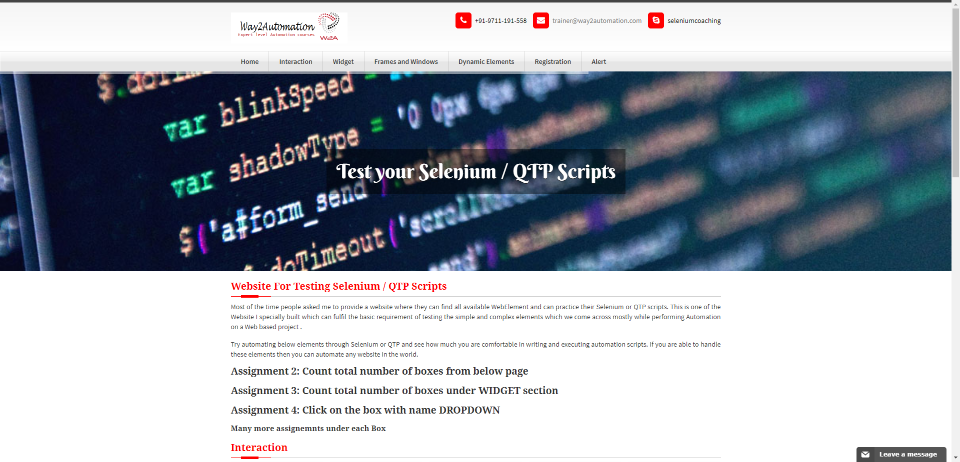 Way2Automation
Expert level Automation courses
W2A
+91-9711-191-558
trainer@way2automation.com
seleniumcoaching
Home
Interaction
Widget
Frames and Windows
Dynamic Elements
Registration
Alert
var blinkSpeed
var shadowType = '0 0px 6px 0px
$('a#form_send')
doTimeout('scroll
Test your Selenium / QTP Scripts
Website For Testing Selenium / QTP Scripts
Most of the time people asked me to provide a website where they can find all available WebElement and can practice their Selenium or QTP scripts. This is one of the
Website I specially built which can fulfil the basic requirement of testing the simple and complex elements which we come across mostly while performing Automation
on a Web based project .
Try automating below elements through Selenium or QTP and see how much you are comfortable in writing and executing automation scripts. If you are able to handle
these elements then you can automate any website in the world.
Assignment 2: Count total number of boxes from below page
Assignment 3: Count total number of boxes under WIDGET section
Assignment 4: Click on the box with name DROPDOWN
Many more assignemnts under each Box
Interaction
Leave a message